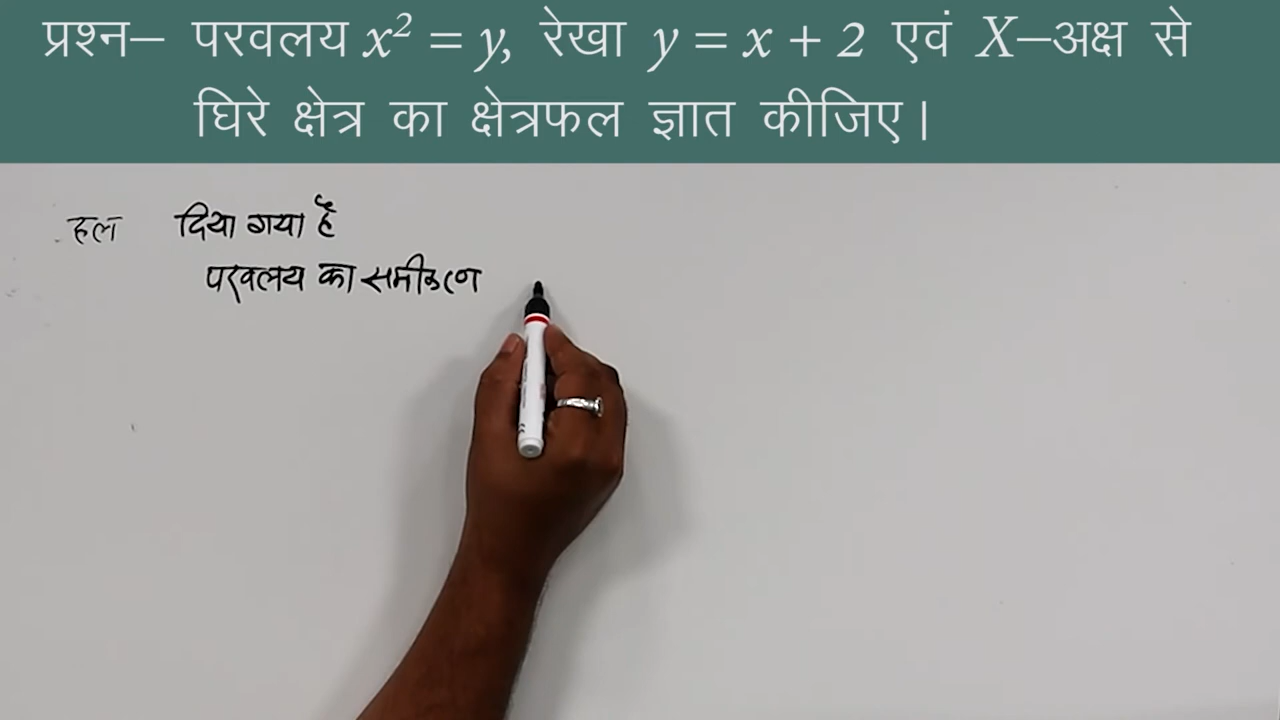 प्रश्न– परवलय x² = y, रेखा y = x + 2 एवं X–अक्ष से
घिरे क्षेत्र का क्षेत्रफल ज्ञात कीजिए।
हल दिया गया है
परवलय का समीकरण